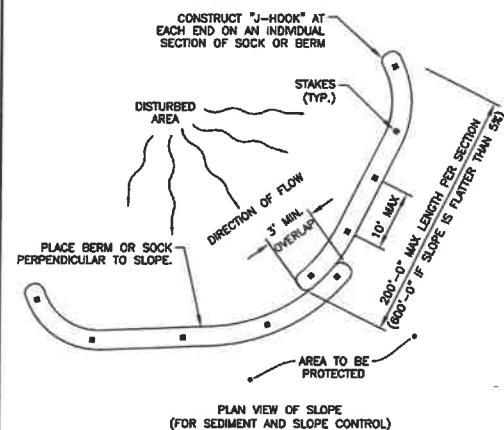 CONSTRUCT "J-HOOK" AT
EACH END ON AN INDIVIDUAL
SECTION OF SOCK OR BERM
STAKES
(TYP.)
DISTURBED
AREA
DIRECTION OF FLOW
3' MIN.
OVERLAP
10' MAX
200'-0" MAX LENGTH PER SECTION
(600'-0" IF SLOPE IS FLATTER THAN 5%)
PLACE BERM OR SOCK
PERPENDICULAR TO SLOPE.
AREA TO BE
PROTECTED
PLAN VIEW OF SLOPE
(FOR SEDIMENT AND SLOPE CONTROL)